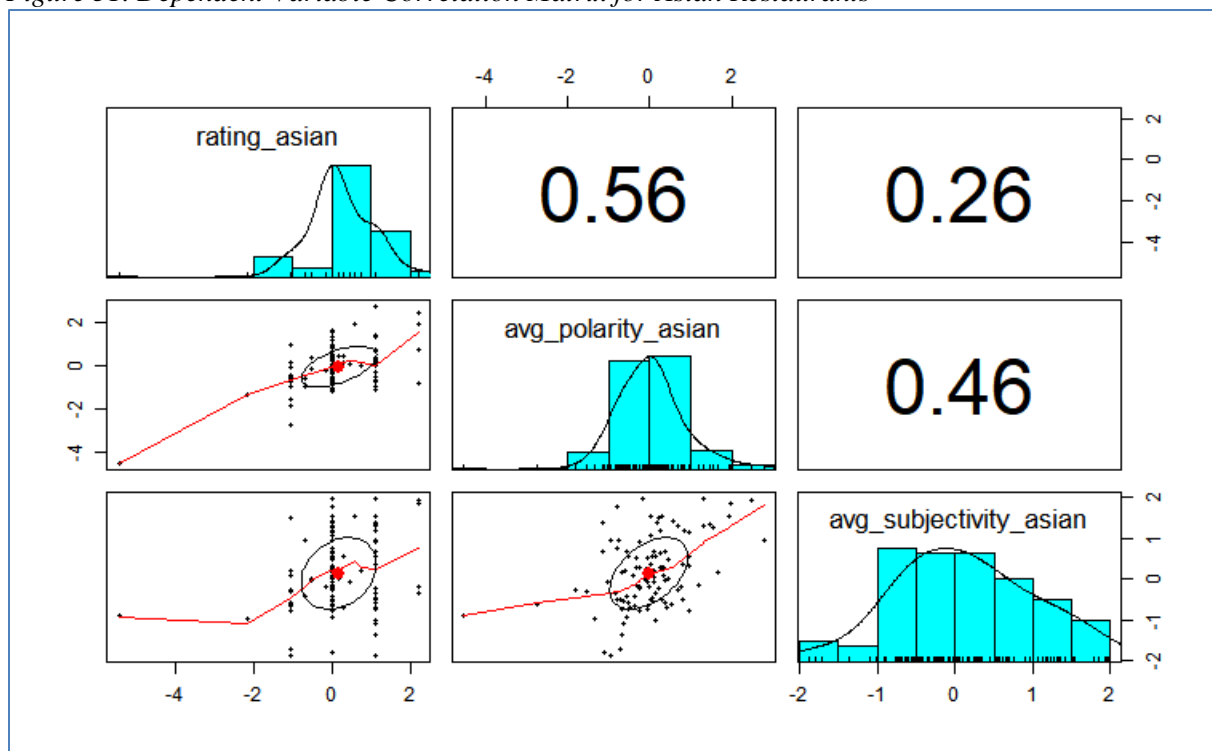 Figure Dependent Variable Correlation Matrix for Asian Restaurants
-4 -2 0 2
rating_asian
0.56
0.26
2
0
-2
-4
2
0
-2
-4
avg_polarity_asian
0.46
avg_subjectivity_asian
2
1
0
-1
-2
-4 -2 0 2
-2 -1 0 1 2